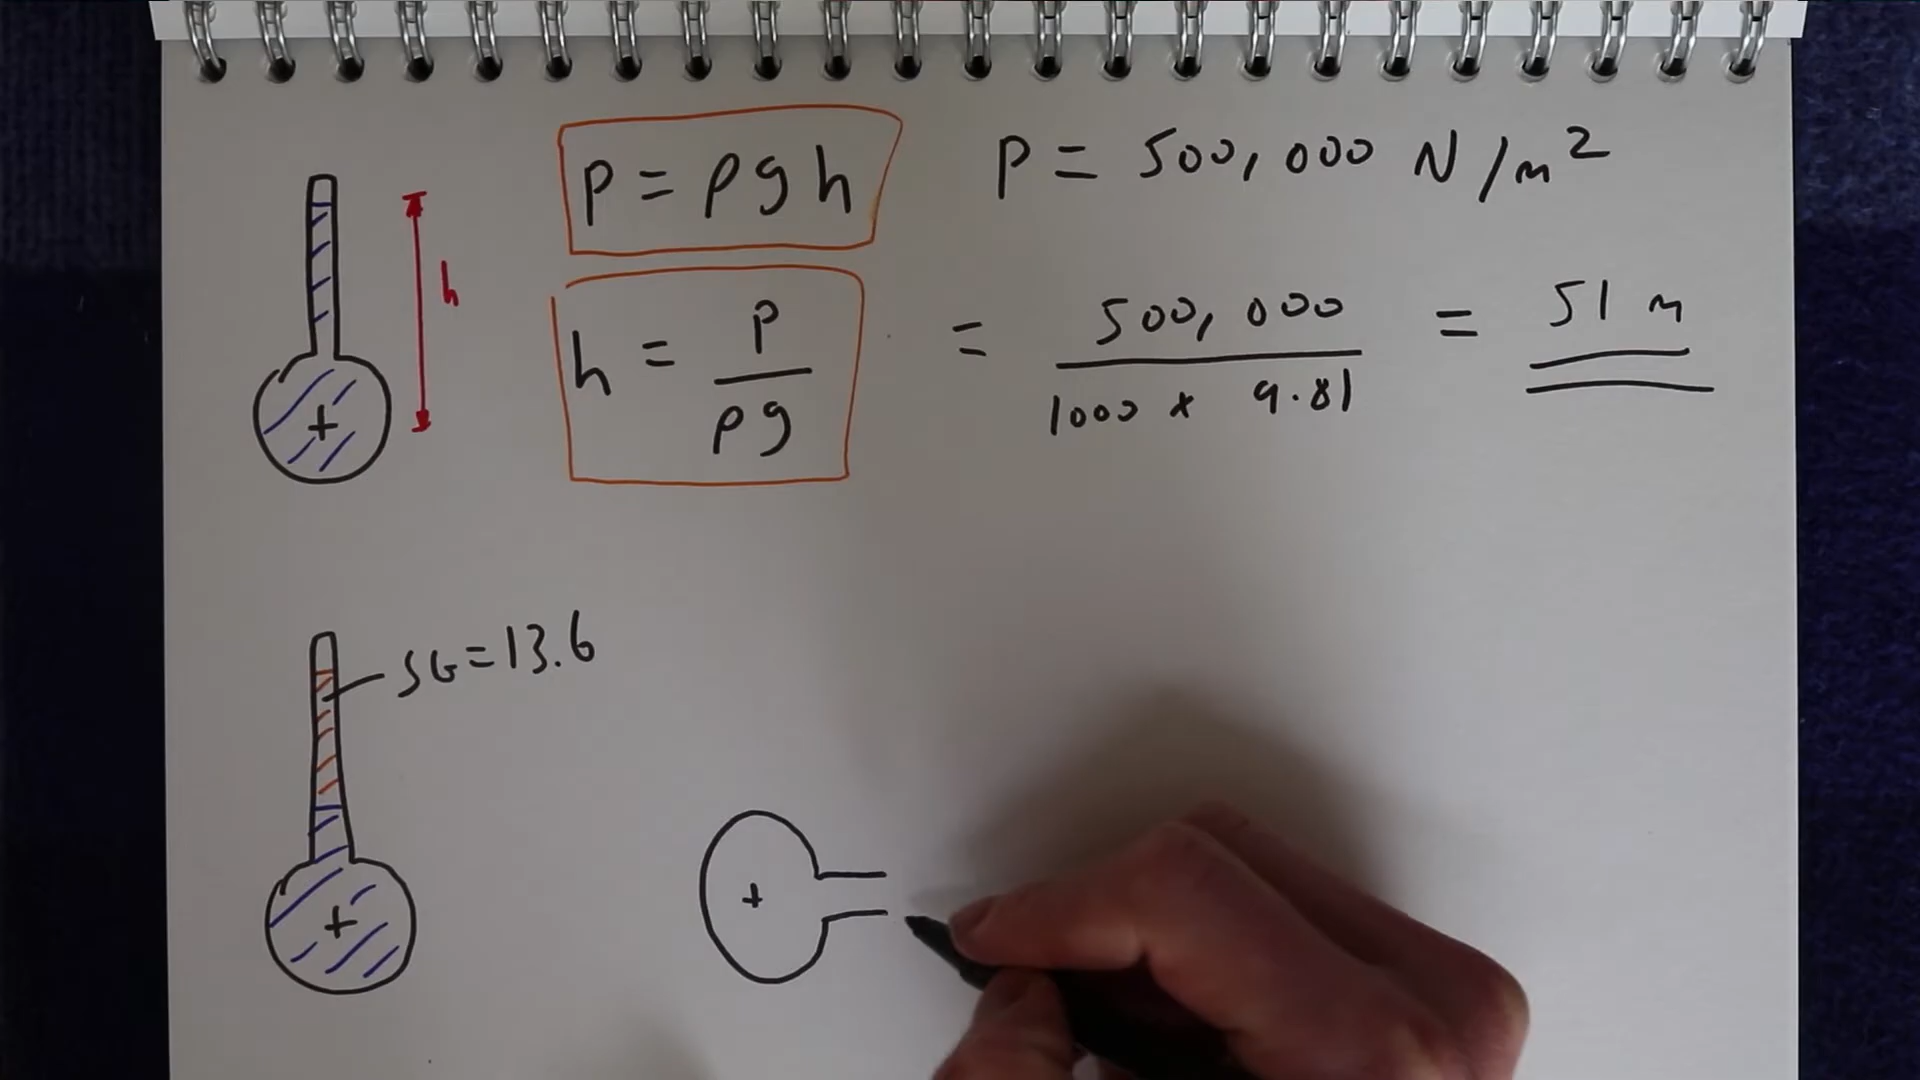 P = ρgh
P = 500,000 N/m²
h
h = P / ρg = 500,000 / 1000 x 9.81 = 51 m
SG=13.6
+
+
+